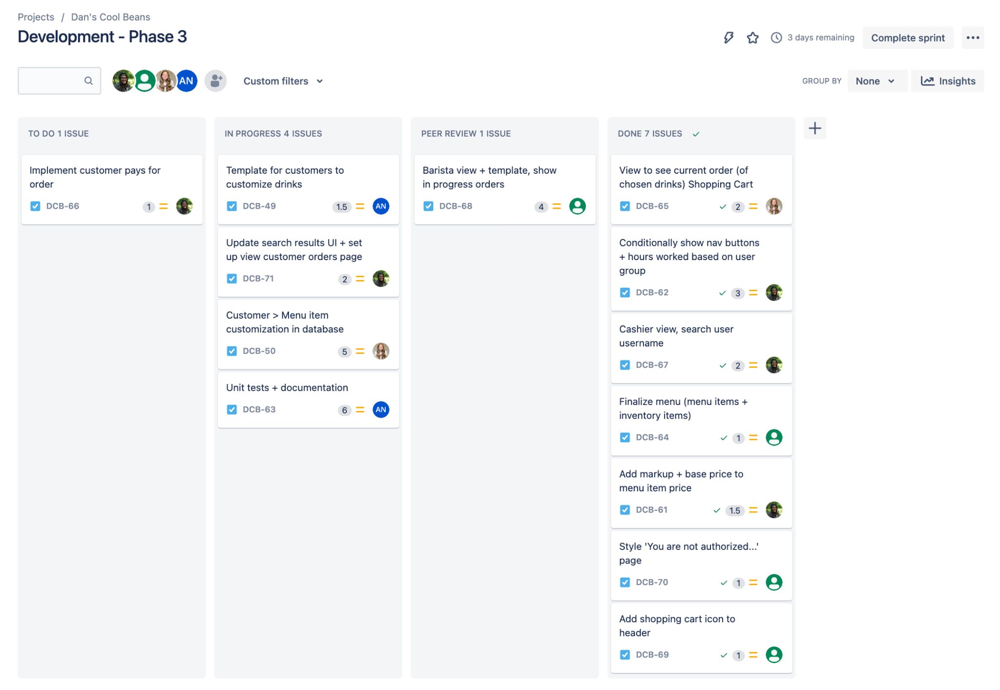 Projects / Dan's Cool Beans
Development - Phase 3
3 days remaining
Complete sprint
AN
Custom filters
GROUP BY
None
Insights
TO DO 1 ISSUE
Implement customer pays for
order
DCB-66
1
IN PROGRESS 4 ISSUES
Template for customers to
customize drinks
DCB-49
1.5
AN
Update search results UI + set
up view customer orders page
DCB-71
2
Customer > Menu item
customization in database
DCB-50
5
Unit tests + documentation
DCB-63
6
AN
PEER REVIEW 1 ISSUE
Barista view + template, show
in progress orders
DCB-68
4
DONE 7 ISSUES
View to see current order (of
chosen drinks) Shopping Cart
DCB-65
2
Conditionally show nav buttons
+ hours worked based on user
group
DCB-62
3
Cashier view, search user
username
DCB-67
2
Finalize menu (menu items +
inventory items)
DCB-64
1
Add markup + base price to
menu item price
DCB-61
1.5
Style 'You are not authorized...'
page
DCB-70
1
Add shopping cart icon to
header
DCB-69
1